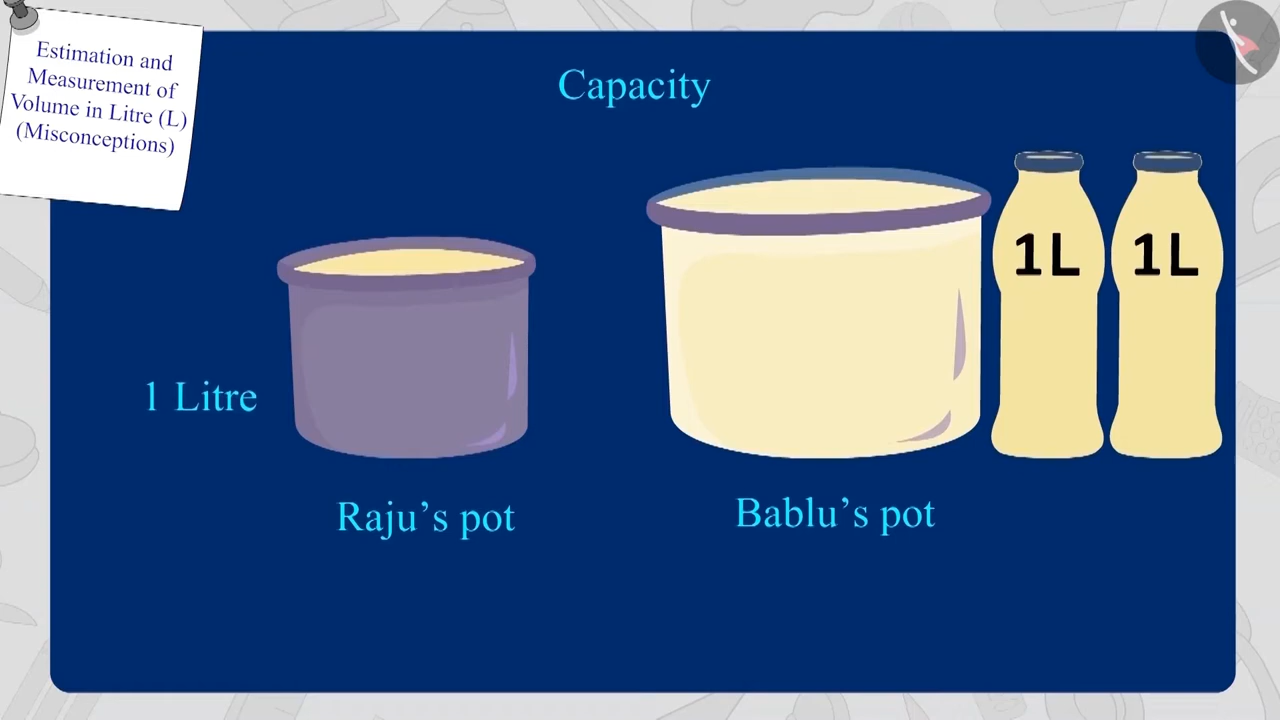 Estimation and
Measurement of
Volume in Litre (L)
(Misconceptions)
Capacity
1L
1L
1 Litre
Raju’s pot
Bablu’s pot